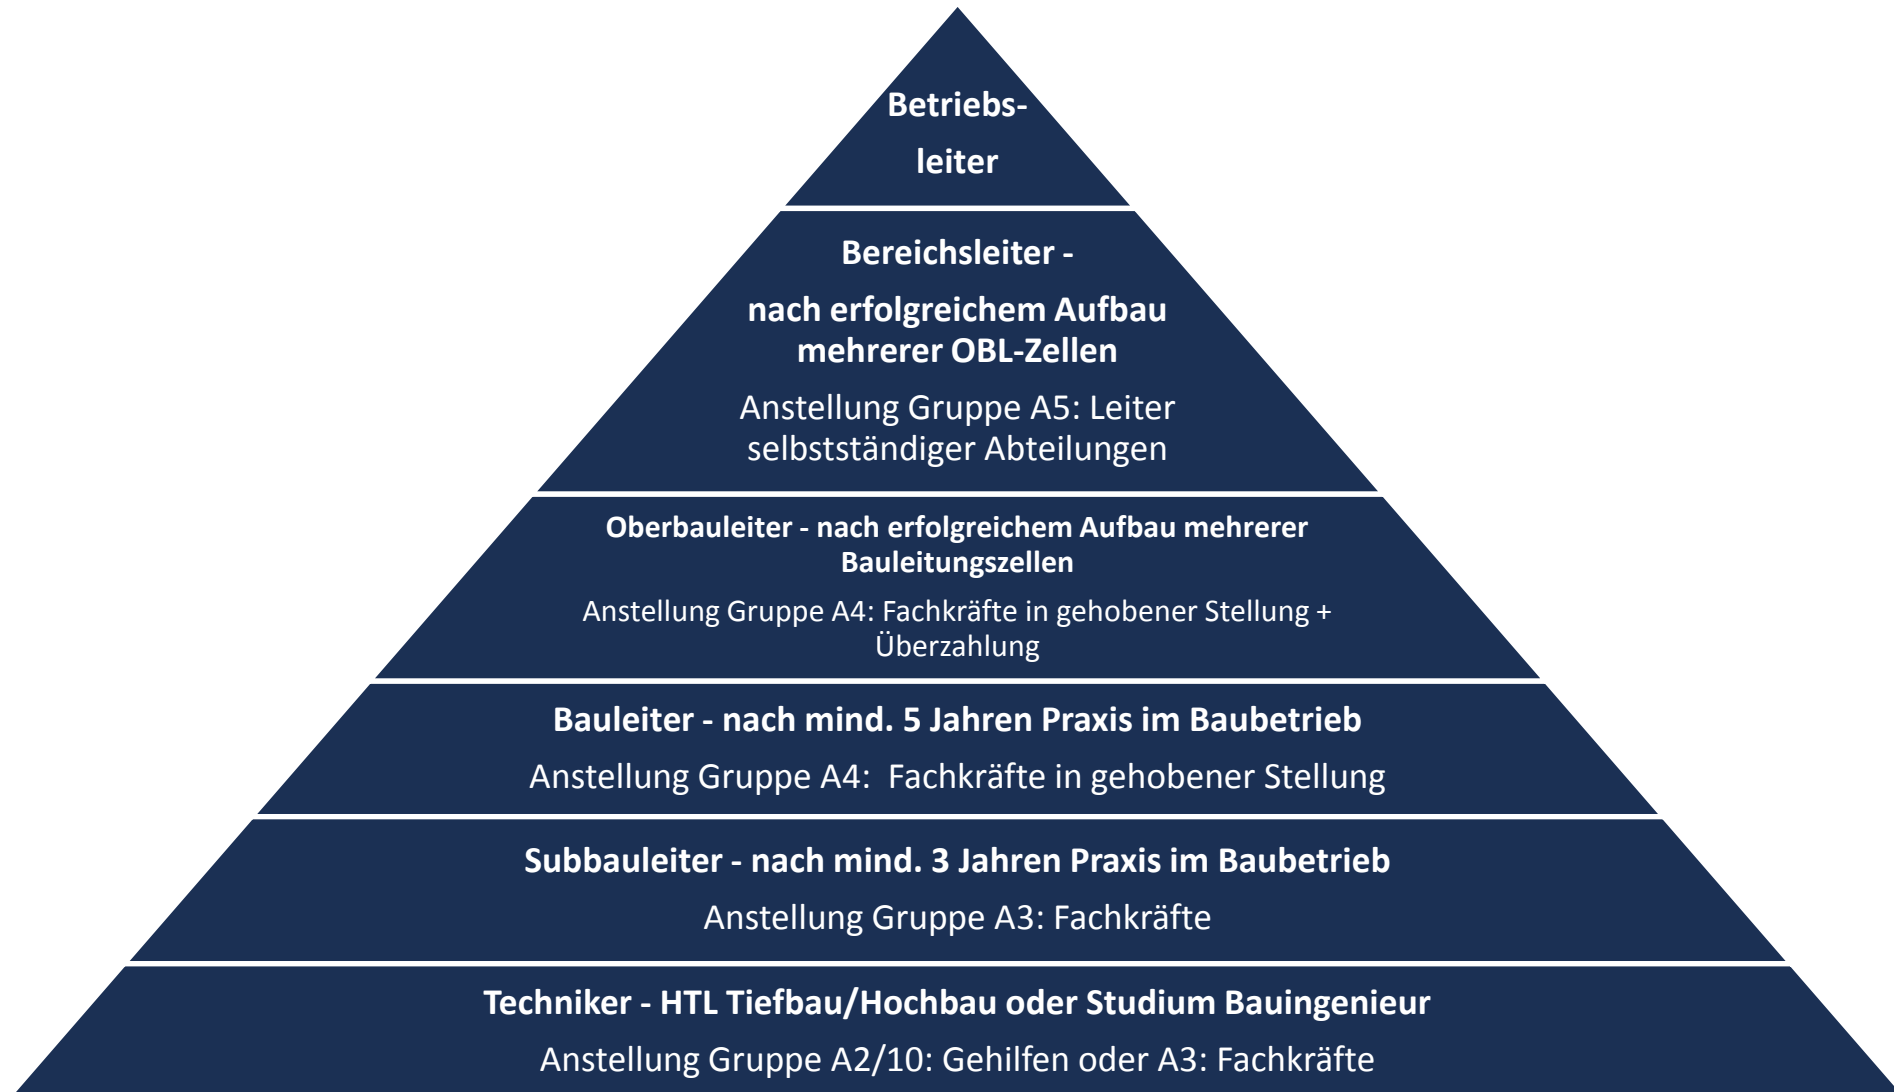 Betriebs-
leiter
Bereichsleiter -
nach erfolgreichem Aufbau
mehrerer OBL-Zellen
Anstellung Gruppe A5: Leiter
selbstständiger Abteilungen
Oberbauleiter - nach erfolgreichem Aufbau mehrerer
Bauleitungszellen
Anstellung Gruppe A4: Fachkräfte in gehobener Stellung +
Überzahlung
Bauleiter - nach mind. 5 Jahren Praxis im Baubetrieb
Anstellung Gruppe A4:  Fachkräfte in gehobener Stellung
Subbauleiter - nach mind. 3 Jahren Praxis im Baubetrieb
Anstellung Gruppe A3: Fachkräfte
Techniker - HTL Tiefbau/Hochbau oder Studium Bauingenieur
Anstellung Gruppe A2/10: Gehilfen oder A3: Fachkräfte